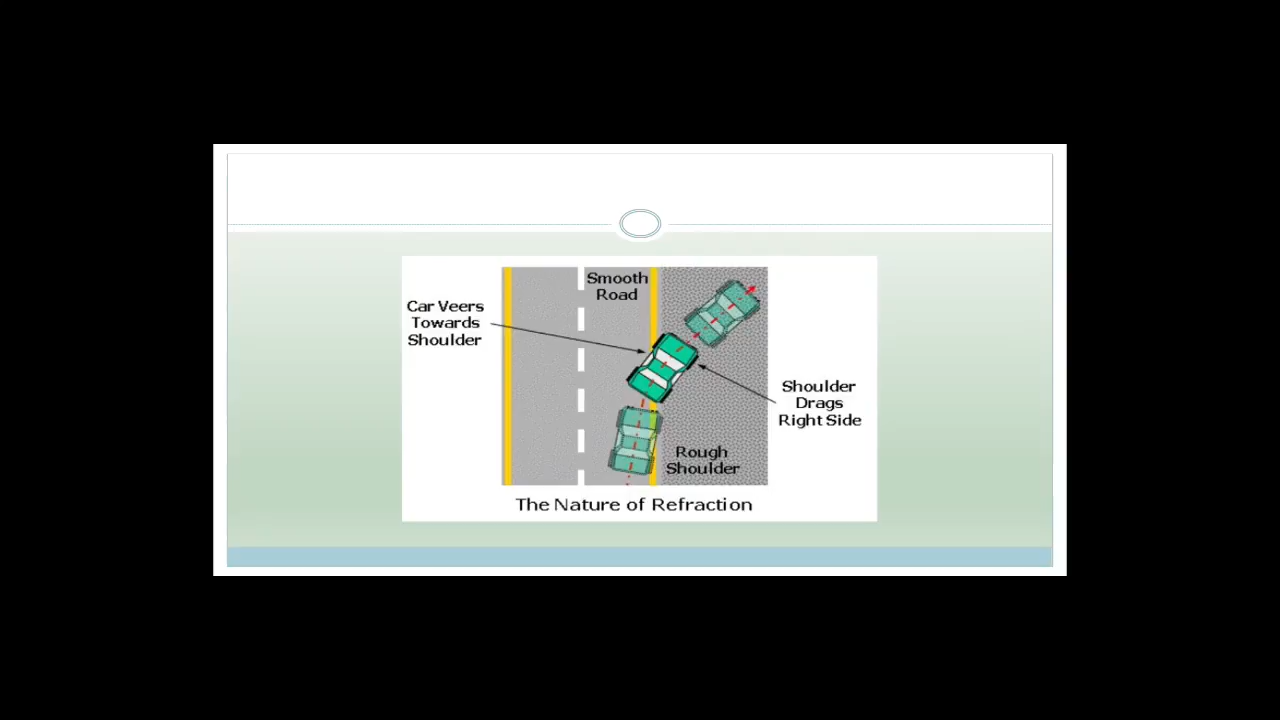 Smooth
Road
Car Veers
Towards
Shoulder
Shoulder
Drags
Right Side
Rough
Shoulder
The Nature of Refraction